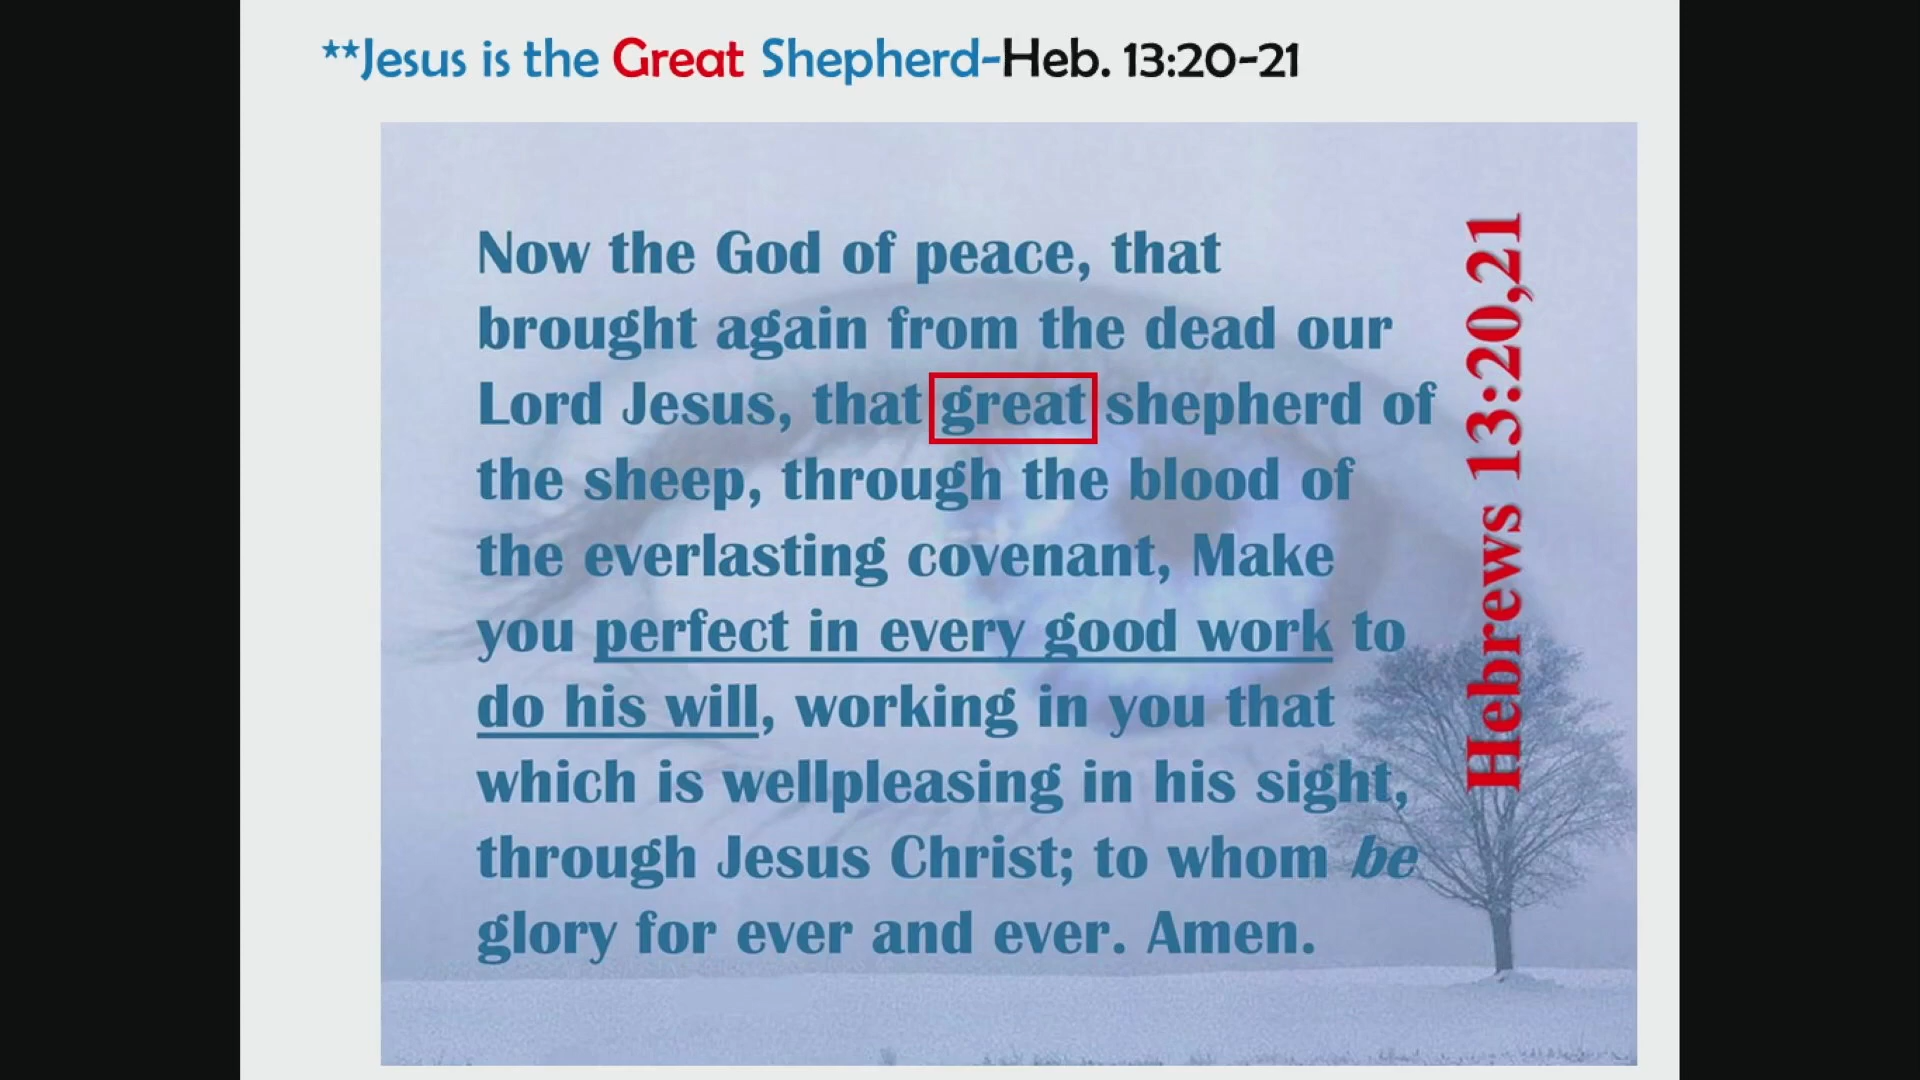 **Jesus is the Great Shepherd-Heb. 13:20-21
Now the God of peace, that
brought again from the dead our
Lord Jesus, that great shepherd of
the sheep, through the blood of
the everlasting covenant, Make
you perfect in every good work to
do his will, working in you that
which is wellpleasing in his sight,
through Jesus Christ; to whom be
glory for ever and ever. Amen.
Hebrews 13:20,21